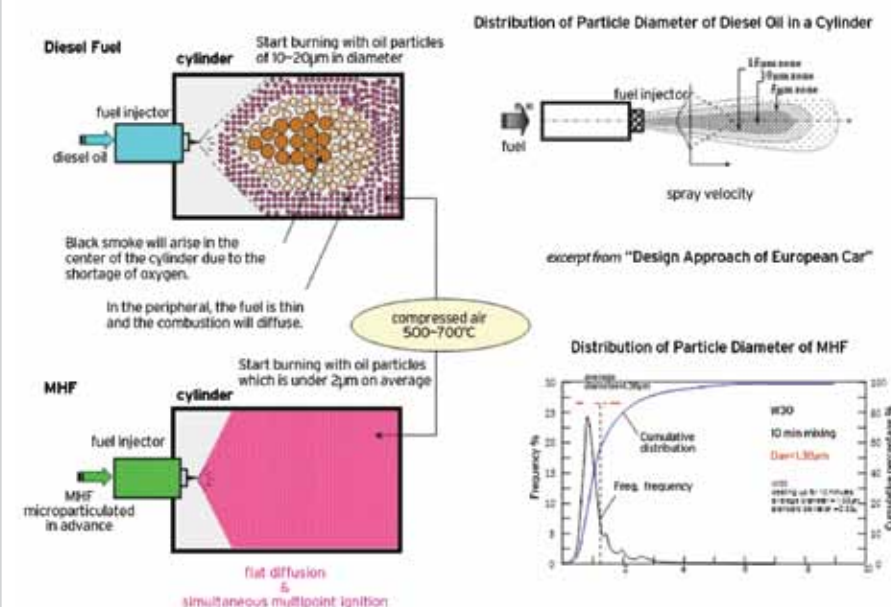 Distribution of Particle Diameter of Diesel Oil in a Cylinder
Diesel Fuel
cylinder
Start burning with oil particles
of 10~20μm in diameter
fuel injector
diesel oil
fuel injector
fuel
spray velocity
Black smoke will arise in the
center of the cylinder due to the
shortage of oxygen.
In the peripheral, the fuel is thin
and the combustion will diffuse.
excerpt from "Design Approach of European Car"
compressed air
500~700℃
MHF
Start burning with oil particles
which is under 2μm on average
cylinder
fuel injector
MHF
microparticulated
in advance
flat diffusion
&
simultaneous multipoint ignition
Distribution of Particle Diameter of MHF
Frequency %
Cumulative
distribution
Freq. frequency
W30
10 min mixing